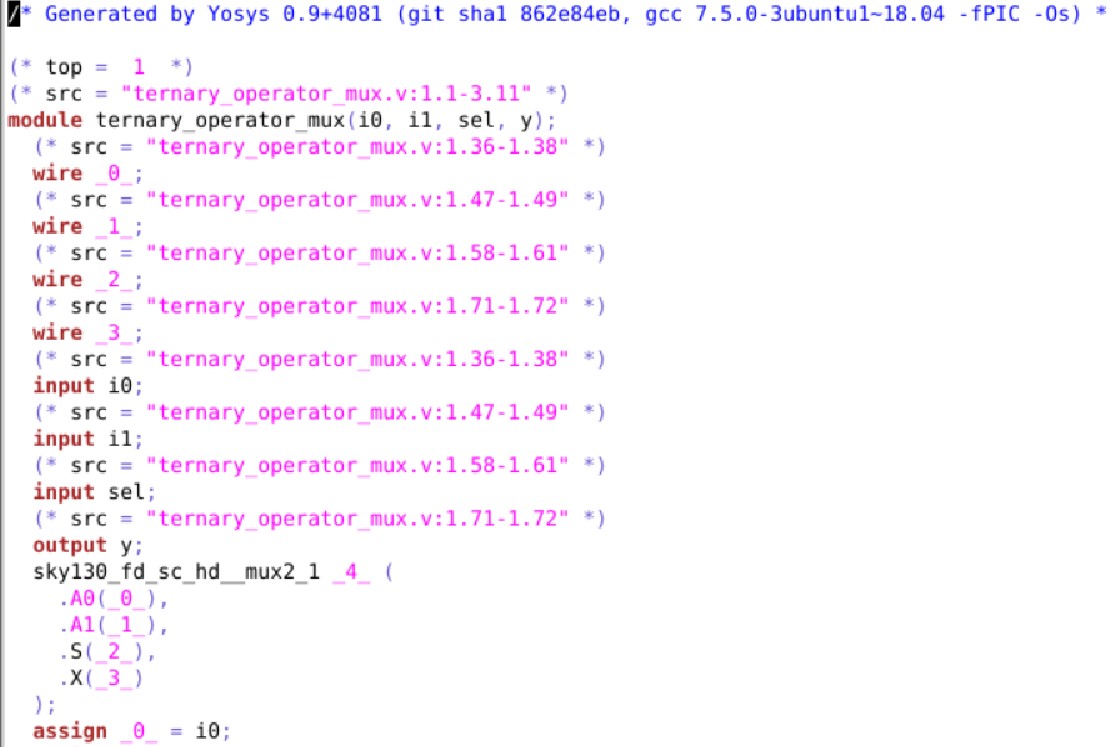 /* Generated by Yosys 0.9+4081 (git sha1 862e84eb, gcc 7.5.0-3ubuntu1~18.04 -fPIC -Os) *
(* top =  1  *)
(* src = "ternary_operator_mux.v:1.1-3.11" *)
module ternary_operator_mux(i0, i1, sel, y);
  (* src = "ternary_operator_mux.v:1.36-1.38" *)
  wire _0_;
  (* src = "ternary_operator_mux.v:1.47-1.49" *)
  wire _1_;
  (* src = "ternary_operator_mux.v:1.58-1.61" *)
  wire _2_;
  (* src = "ternary_operator_mux.v:1.71-1.72" *)
  wire _3_;
  (* src = "ternary_operator_mux.v:1.36-1.38" *)
  input i0;
  (* src = "ternary_operator_mux.v:1.47-1.49" *)
  input i1;
  (* src = "ternary_operator_mux.v:1.58-1.61" *)
  input sel;
  (* src = "ternary_operator_mux.v:1.71-1.72" *)
  output y;
  sky130_fd_sc_hd__mux2_1 _4_ (
    .A0(_0_),
    .A1(_1_),
    .S(_2_),
    .X(_3_)
  );
  assign _0_ = i0;